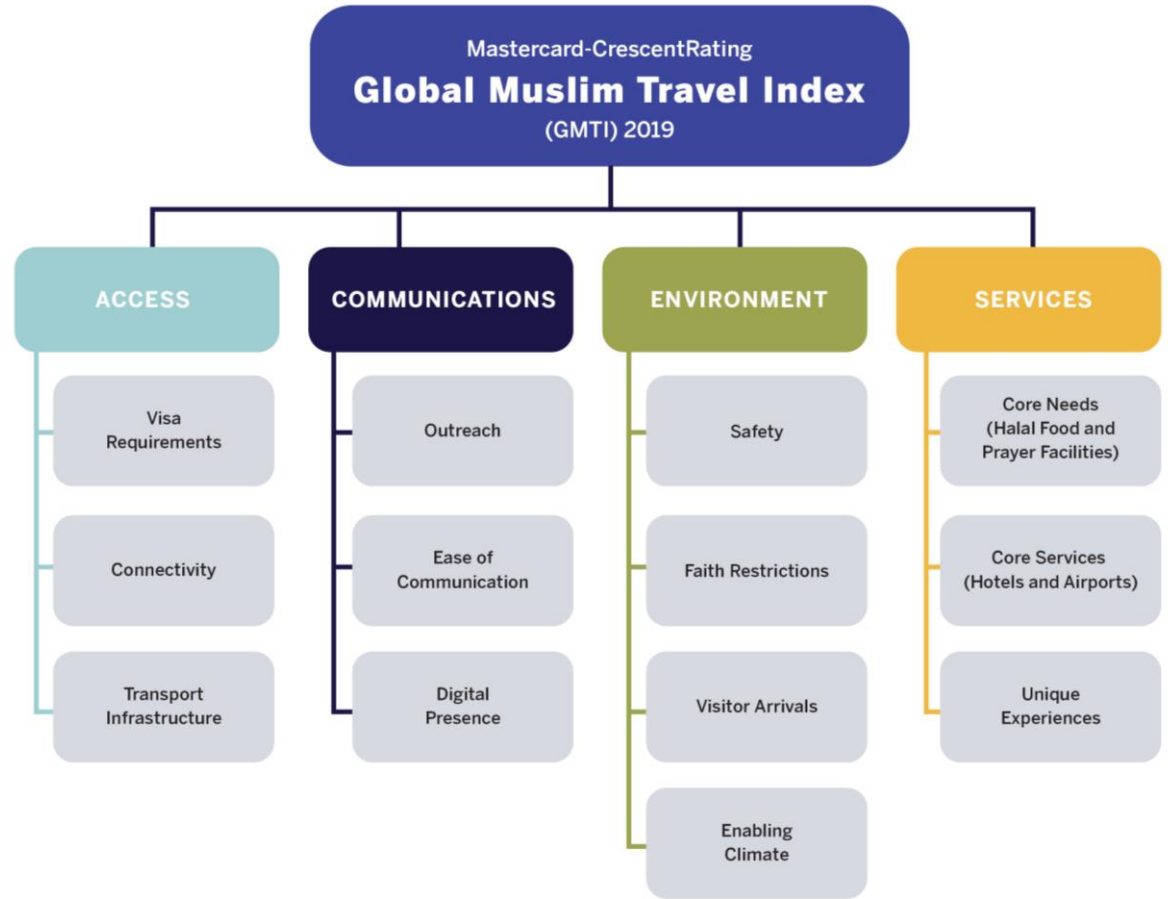 Mastercard-CrescentRating
Global Muslim Travel Index
(GMTI) 2019
ACCESS
Visa
Requirements
Connectivity
Transport
Infrastructure
COMMUNICATIONS
Outreach
Ease of
Communication
Digital
Presence
ENVIRONMENT
Safety
Faith Restrictions
Visitor Arrivals
Enabling
Climate
SERVICES
Core Needs
(Halal Food and
Prayer Facilities)
Core Services
(Hotels and Airports)
Unique
Experiences